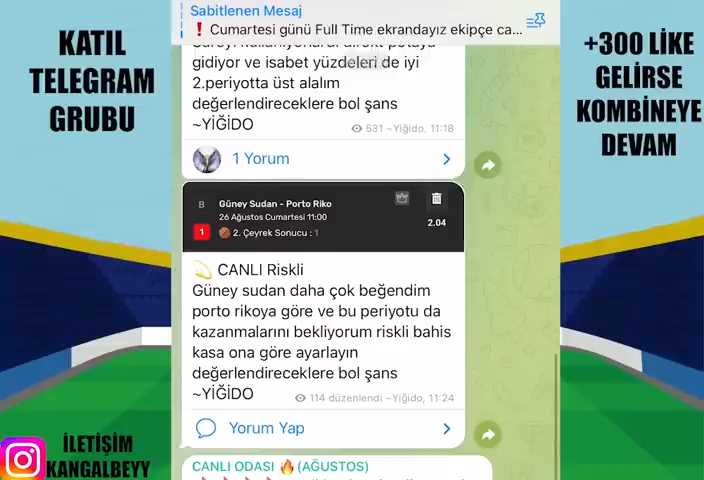 Sabitlenen Mesaj
❗ Cumartesi günü Full Time ekrandayız ekipçe ca...
KATIL
TELEGRAM
GRUBU
+300 LİKE
GELİRSE
KOMBİNEYE
DEVAM
gidiyor ve isabet yüzdeleri de iyi
2.periyotta üst alalım
değerlendireceklere bol şans
~YİĞİDO
531 ~Yiğido, 11:18
1 Yorum
B Güney Sudan - Porto Riko
26 Ağustos Cumartesi 11:00
1 2. Çeyrek Sonucu : 1
2.04
💫 CANLI Riskli
Güney sudan daha çok beğendim
porto rikoya göre ve bu periyotu da
kazanmalarını bekliyorum riskli bahis
kasa ona göre ayarlayın
değerlendireceklere bol şans
~YİĞİDO
114 düzenlendi ~Yiğido, 11:24
Yorum Yap
CANLI ODASI 🔥(AĞUSTOS)
İLETİŞİM
KANGALBEYY